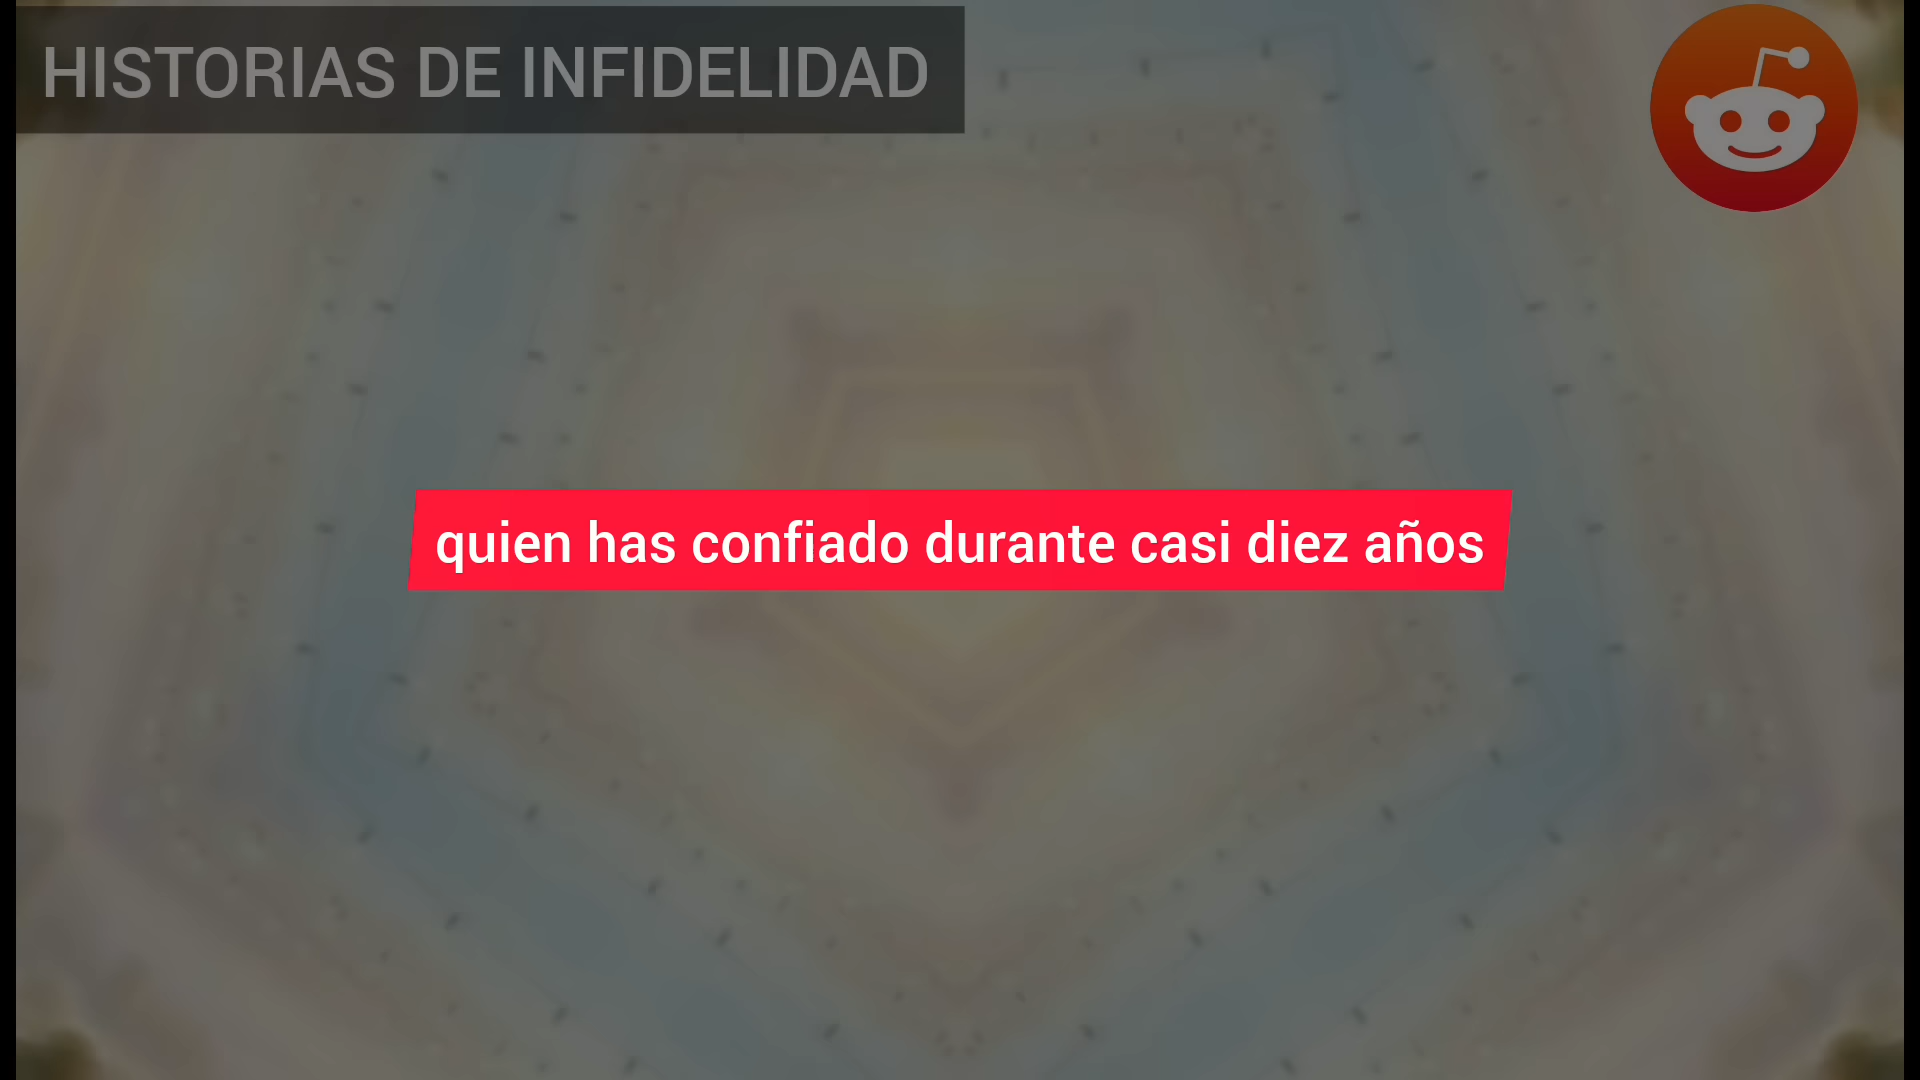 HISTORIAS DE INFIDELIDAD
quien has confiado durante casi diez años